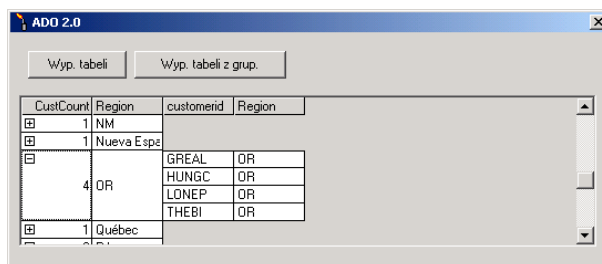 ADO 2.0
Wyp. tabeli Wyp. tabeli z grup.
CustCount Region customerid Region
1 NM
1 Nueva Espa
4 OR
GREAL OR
HUNGC OR
LONEP OR
THEBI OR
1 Québec